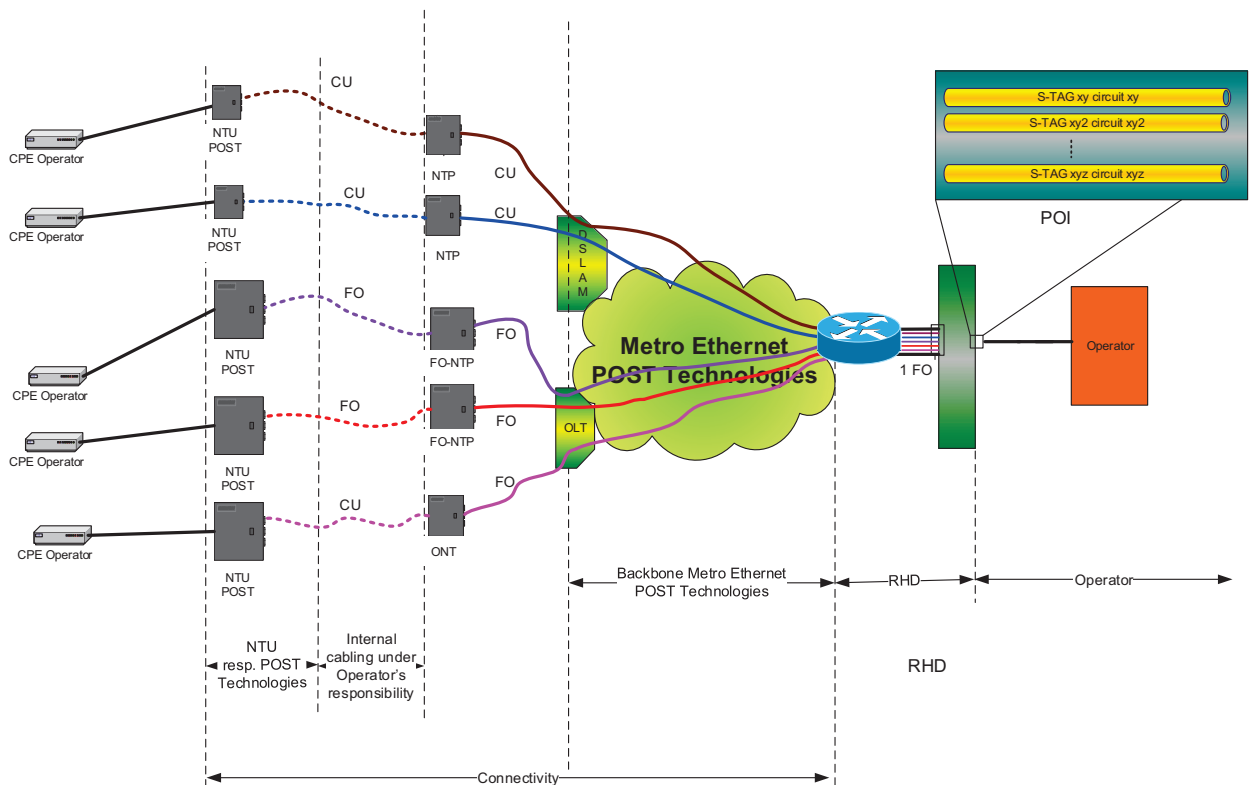 CU
S-TAG xy circuit xy
S-TAG xy2 circuit xy2
S-TAG xyz circuit xyz
POI
CPE Operator
NTU
POST
NTP
CU
CU
CPE Operator
NTU
POST
NTP
CU
DSLAM
FO
FO
CPE Operator
NTU
POST
FO-NTP
Metro Ethernet
POST Technologies
1 FO
Operator
FO
FO
CPE Operator
NTU
POST
FO-NTP
OLT
CU
FO
CPE Operator
NTU
POST
ONT
Backbone Metro Ethernet
POST Technologies
RHD
Operator
NTU
resp. POST
Technologies
Internal
cabling under
Operator's
responsibility
RHD
Connectivity